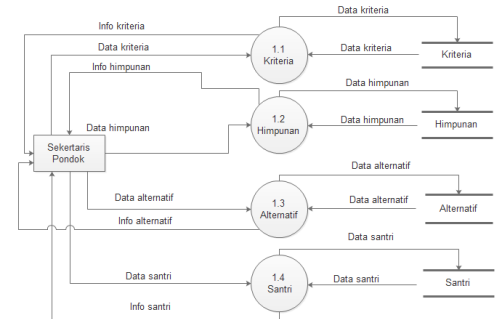 Info kriteria
Data kriteria
Data kriteria
1.1
Kriteria
Data kriteria
Kriteria
Info himpunan
Data himpunan
1.2
Himpunan
Data himpunan
Himpunan
Data himpunan
Sekertaris
Pondok
Data alternatif
Data alternatif
1.3
Alternatif
Data alternatif
Alternatif
Info alternatif
Data santri
Data santri
1.4
Santri
Data santri
Santri
Info santri